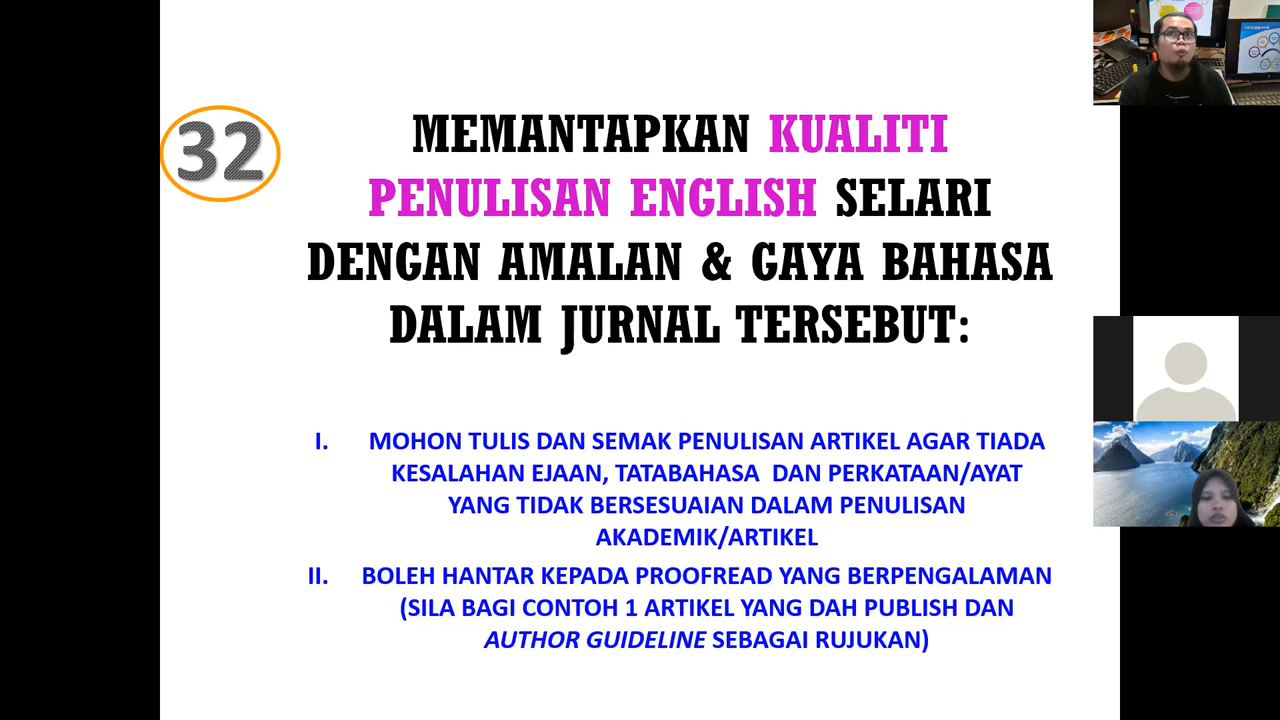 32
MEMANTAPKAN KUALITI
PENULISAN ENGLISH SELARI
DENGAN AMALAN & GAYA BAHASA
DALAM JURNAL TERSEBUT:
I. MOHON TULIS DAN SEMAK PENULISAN ARTIKEL AGAR TIADA
KESALAHAN EJAAN, TATABAHASA DAN PERKATAAN/AYAT
YANG TIDAK BERSESUAIAN DALAM PENULISAN
AKADEMIK/ARTIKEL
II. BOLEH HANTAR KEPADA PROOFREAD YANG BERPENGALAMAN
(SILA BAGI CONTOH 1 ARTIKEL YANG DAH PUBLISH DAN
AUTHOR GUIDELINE SEBAGAI RUJUKAN)